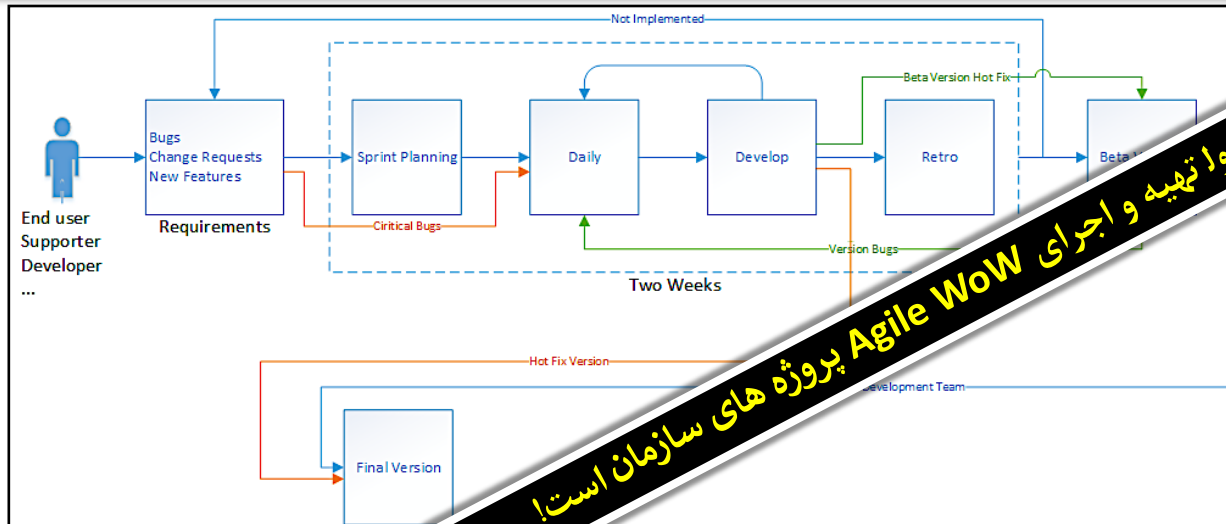 Not Implemented
Beta Version Hot Fix
Bugs
Change Requests
New Features
Sprint Planning
Daily
Develop
Retro
Beta
End user
Supporter
Developer
...
Requirements
Ciritical Bugs
Version Bugs
Two Weeks
تهیه و اجرای Agile WoW پروژه های سازمان است!
Hot Fix Version
Development Team
Final Version